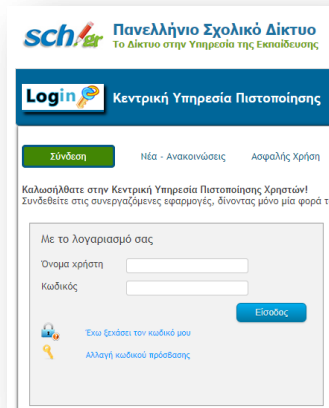 sch.gr
Πανελλήνιο Σχολικό Δίκτυο
Το Δίκτυο στην Υπηρεσία της Εκπαίδευσης
Login
Κεντρική Υπηρεσία Πιστοποίησης
Σύνδεση
Νέα - Ανακοινώσεις
Ασφαλής Χρήση
Καλωσήλθατε στην Κεντρική Υπηρεσία Πιστοποίησης Χρηστών!
Συνδεθείτε στις συνεργαζόμενες εφαρμογές, δίνοντας μόνο μία φορά τ
Με το λογαριασμό σας
Όνομα χρήστη
Κωδικός
Είσοδος
Έχω ξεχάσει τον κωδικό μου
Αλλαγή κωδικού πρόσβασης